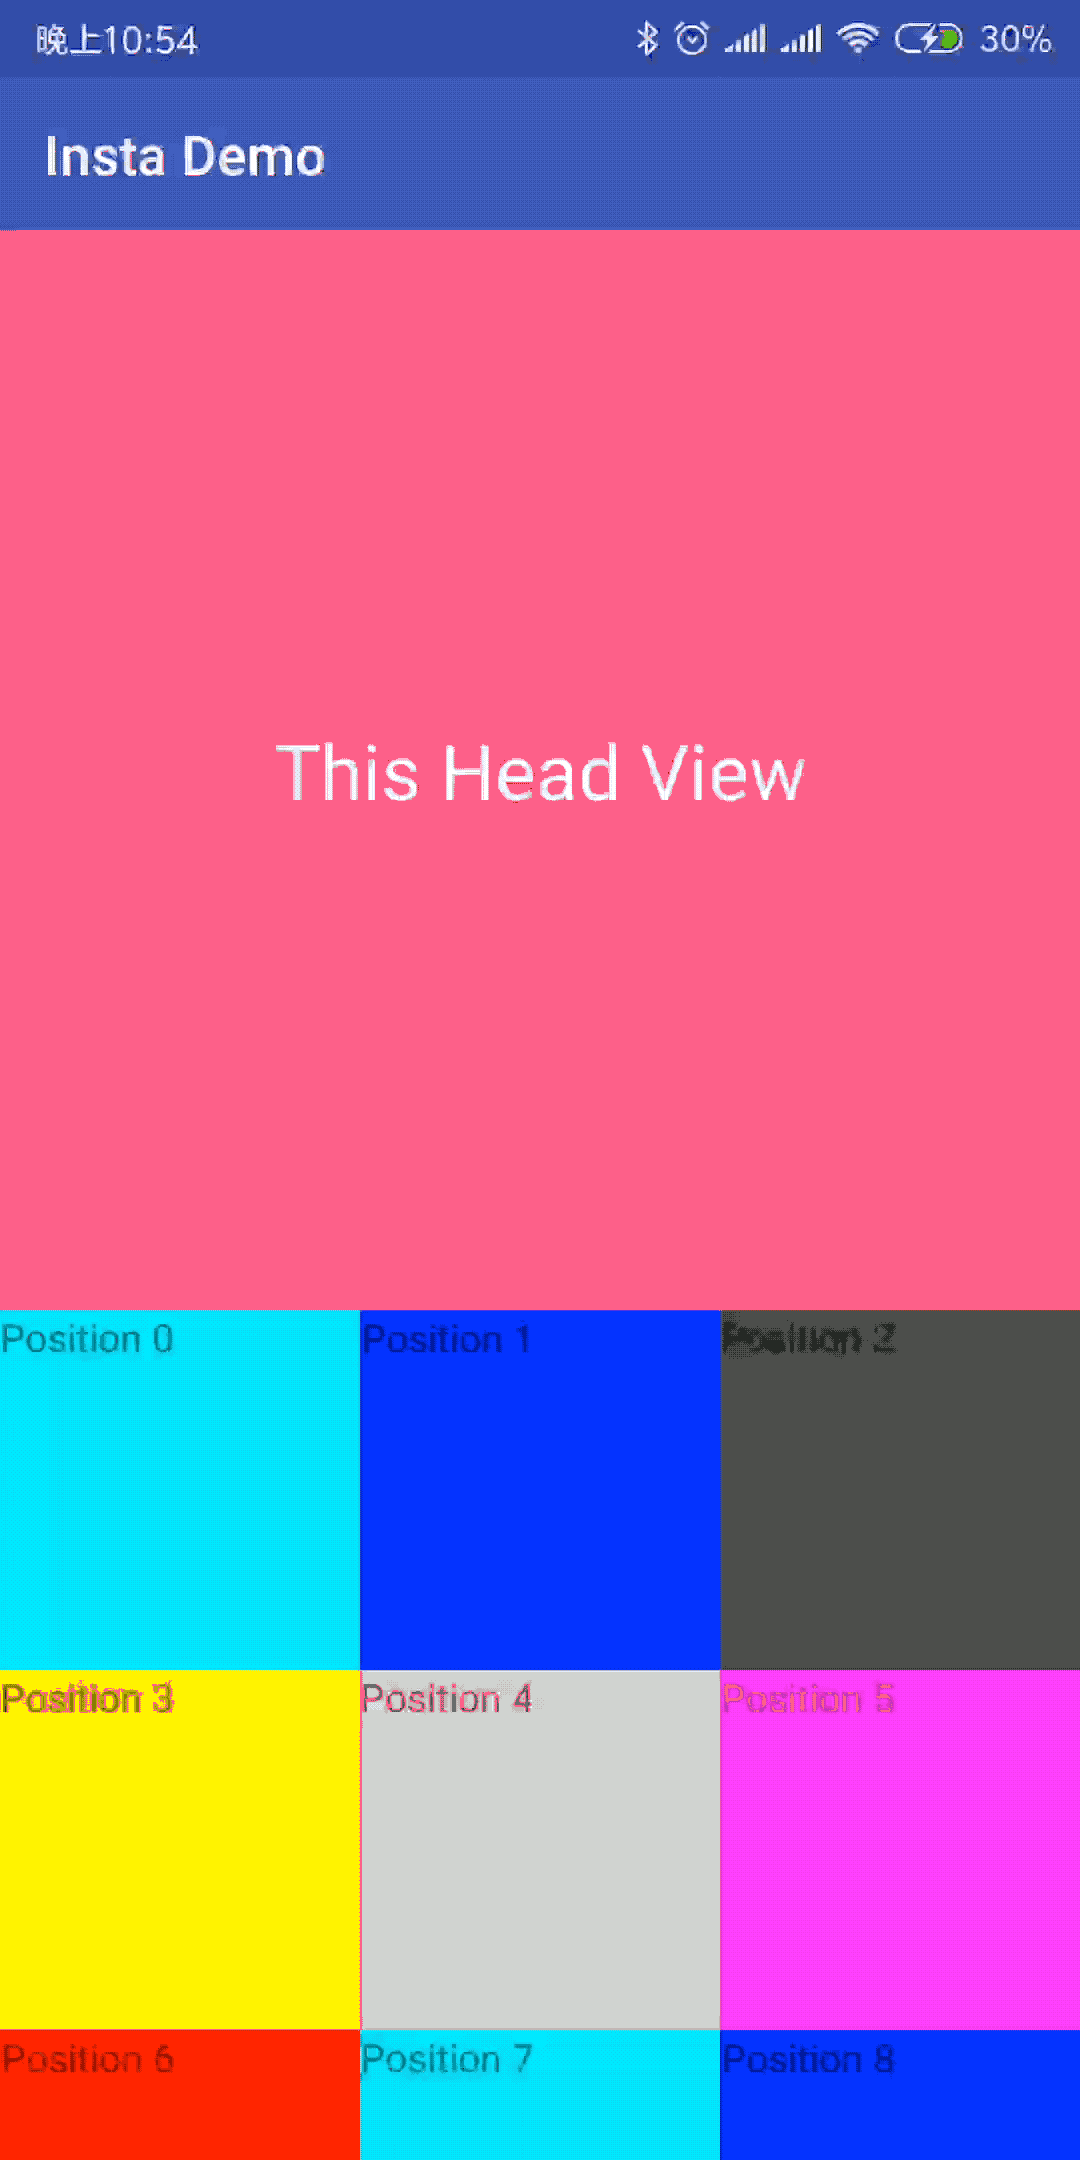 晚上10:54 30%
Insta Demo
This Head View
Position 0 Position 1 Position 2
Position 3 Position 4 Position 5
Position 6 Position 7 Position 8